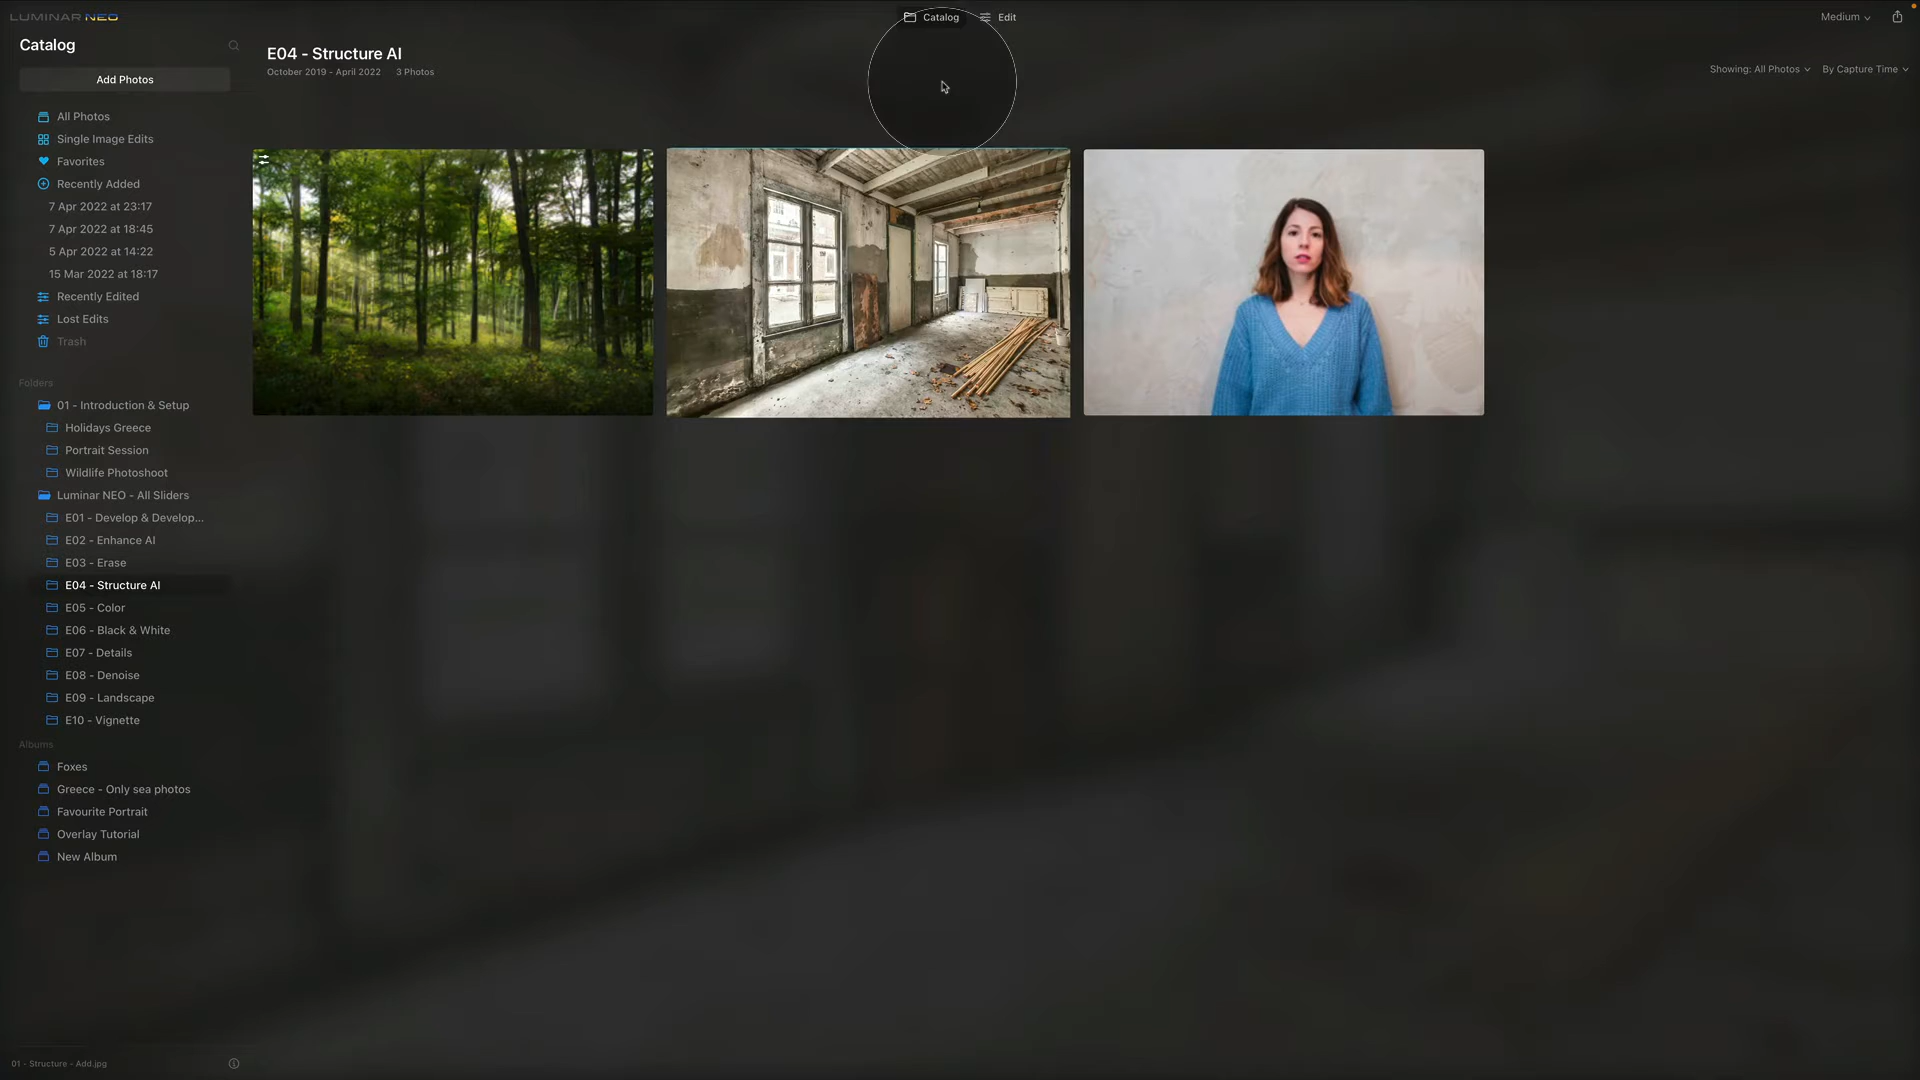 LUMINAR NEO
Catalog
Edit
Medium
Catalog
Add Photos
All Photos
Single Image Edits
Favorites
Recently Added
7 Apr 2022 at 23:17
7 Apr 2022 at 18:45
5 Apr 2022 at 14:22
15 Mar 2022 at 18:17
Recently Edited
Lost Edits
Trash
Folders
01 - Introduction & Setup
Holidays Greece
Portrait Session
Wildlife Photoshoot
Luminar NEO - All Sliders
E01 - Develop & Develop...
E02 - Enhance AI
E03 - Erase
E04 - Structure AI
E05 - Color
E06 - Black & White
E07 - Details
E08 - Denoise
E09 - Landscape
E10 - Vignette
Albums
Foxes
Greece - Only sea photos
Favourite Portrait
Overlay Tutorial
New Album
01 - Structure - Add.jpg
E04 - Structure AI
October 2019 - April 2022 3 Photos
Showing: All Photos By Capture Time